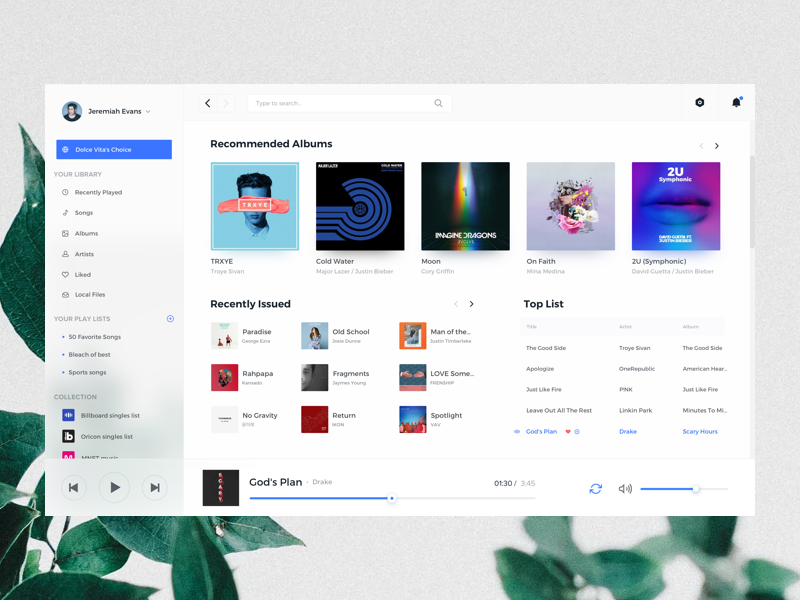 Jeremiah Evans
Type to search..
Dolce Vita's Choice
YOUR LIBRARY
Recently Played
Songs
Albums
Artists
Liked
Local Files
YOUR PLAY LISTS
50 Favorite Songs
Bleach of best
Sports songs
COLLECTION
Billboard singles list
Oricon singles list
MNET music
Recommended Albums
TRXYE
MAJOR LAZER
COLD WATER
IMAGINE DRAGONS
EVOLVE
2U
Symphonic
DAVID GUETTA FT.
JUSTIN BIEBER
TRXYE
Troye Sivan
Cold Water
Major Lazer / Justin Bieber
Moon
Cory Griffin
On Faith
Mina Medina
2U (Symphonic)
David Guetta / Justin Bieber
Recently Issued
Paradise
George Ezra
Old School
Josie Dunne
Man of the...
Justin Timberlake
Rahpapa
Kansado
Fragments
Jaymes Young
LOVE Some...
FRENSHIP
No Gravity
Return
IKON
Spotlight
VAV
Top List
Title Artist Album
The Good Side Troye Sivan The Good Side
Apologize OneRepublic American Hear...
Just Like Fire P!NK Just Like Fire
Leave Out All The Rest Linkin Park Minutes To Mi...
God's Plan Drake Scary Hours
SCARY
God's Plan - Drake
01:30 / 3:45